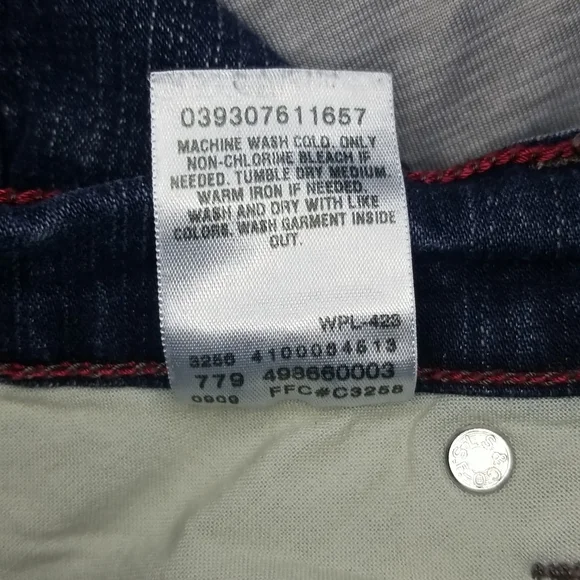 039307611657
MACHINE WASH COLD. ONLY
NON-CHLORINE BLEACH IF
NEEDED. TUMBLE DRY MEDIUM.
WARM IRON IF NEEDED.
WASH AND DRY WITH LIKE
COLORS. WASH GARMENT INSIDE
OUT.
WPL-423
3256 4100084513
779 498660003
0909 FFC#C3258